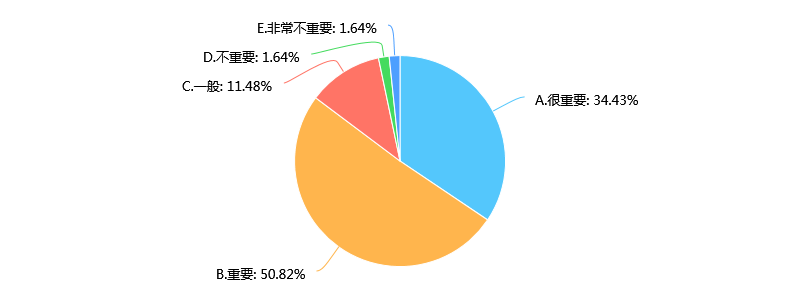 E.非常不重要: 1.64%
D.不重要: 1.64%
C.一般: 11.48%
A.很重要: 34.43%
B.重要: 50.82%